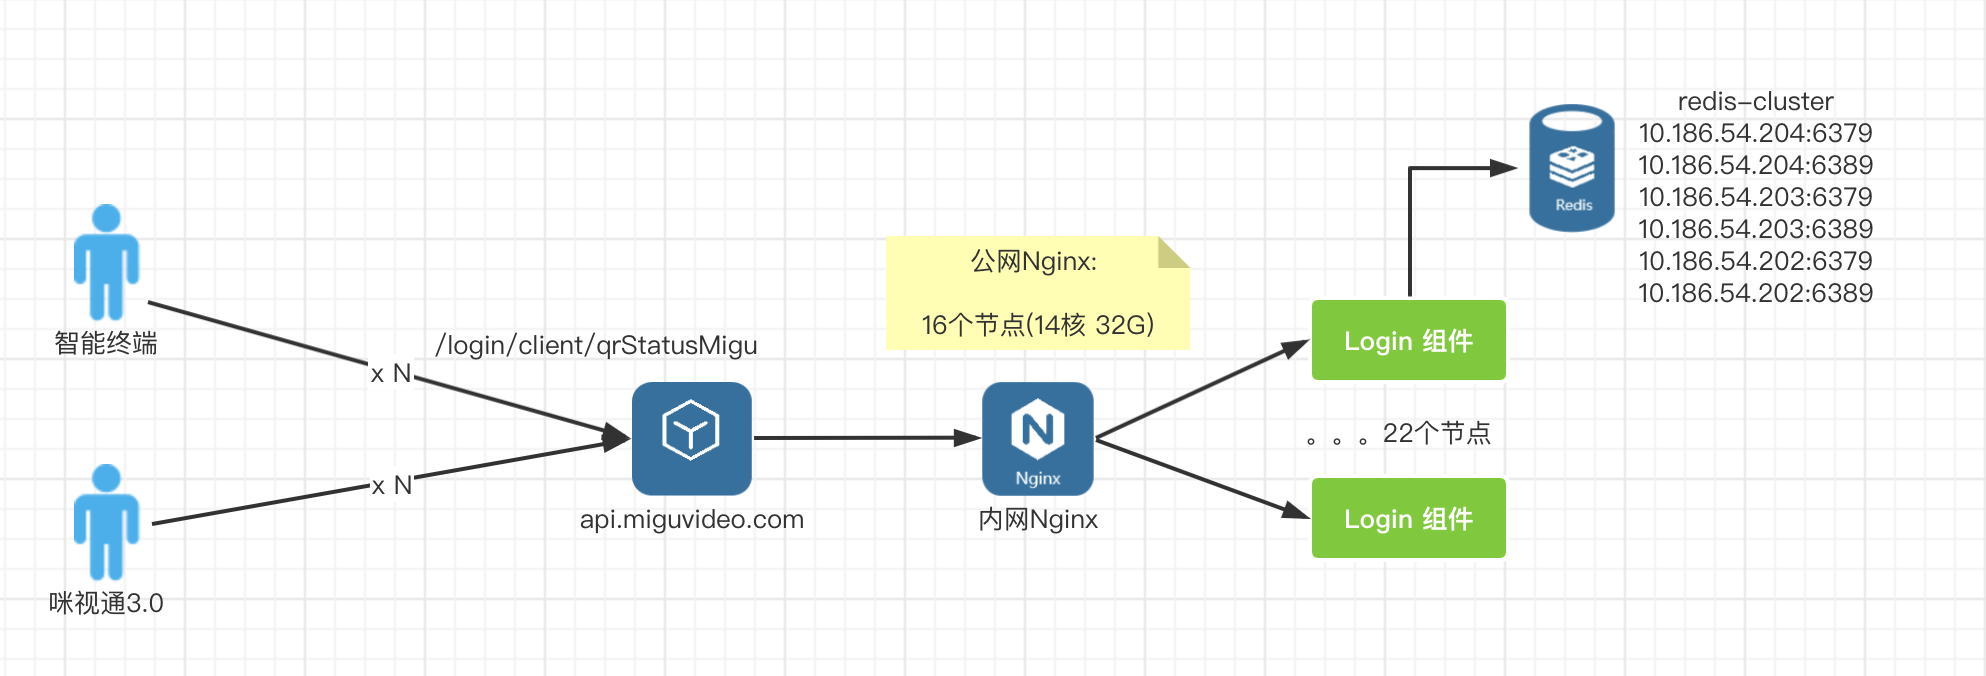 redis-cluster
10.186.54.204:6379
10.186.54.204:6389
10.186.54.203:6379
10.186.54.203:6389
10.186.54.202:6379
10.186.54.202:6389
Redis
公网Nginx:
16个节点(14核 32G)
智能终端
x N
/login/client/qrStatusMigu
Login 组件
。。。22个节点
Nginx
x N
api.miguvideo.com
内网Nginx
Login 组件
咪视通3.0